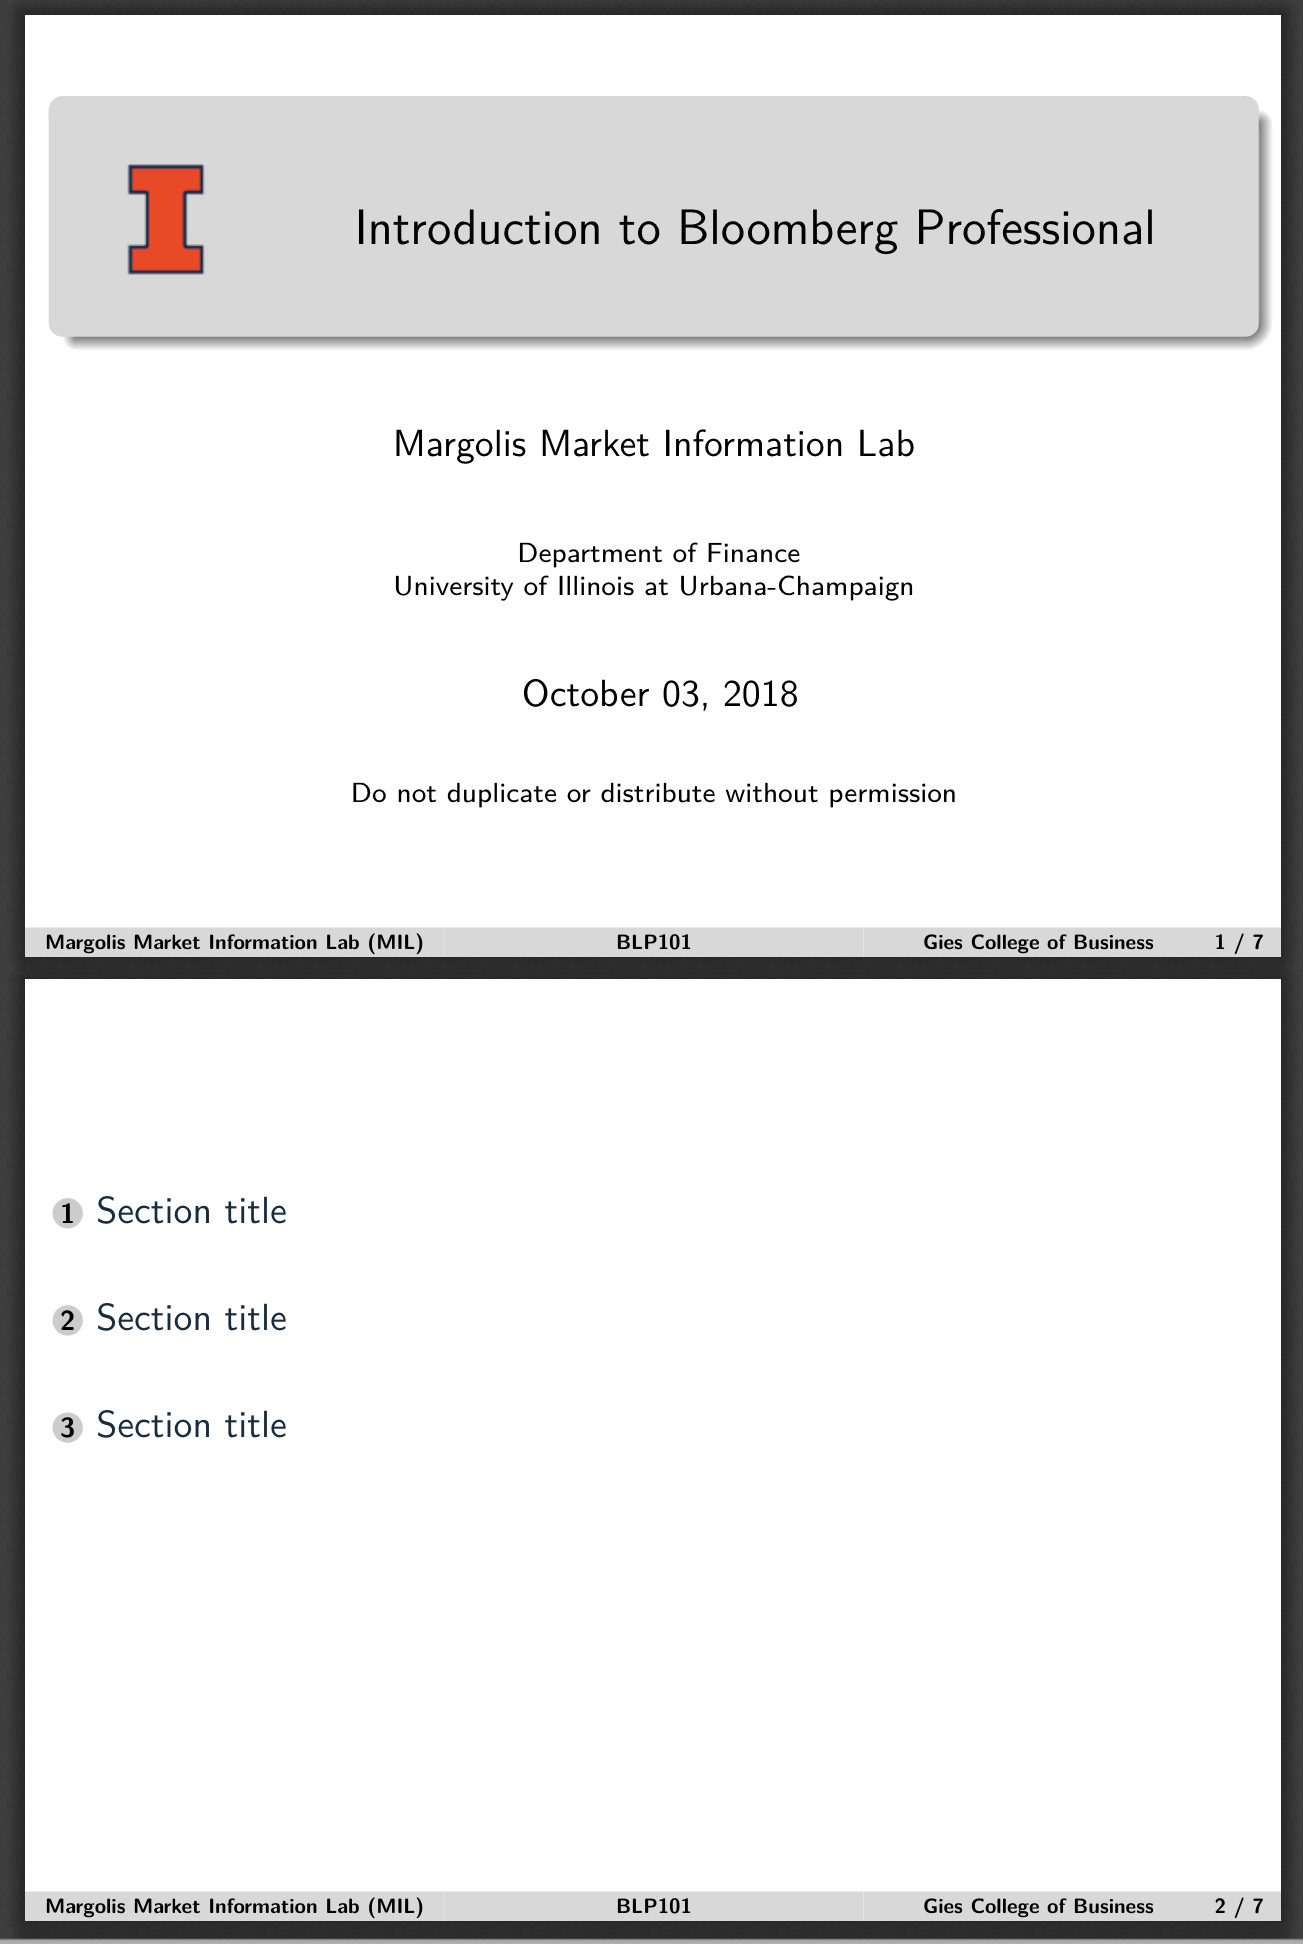 I
Introduction to Bloomberg Professional
Margolis Market Information Lab
Department of Finance
University of Illinois at Urbana-Champaign
October 03, 2018
Do not duplicate or distribute without permission
Margolis Market Information Lab (MIL) BLP101 Gies College of Business 1 / 7
1 Section title
2 Section title
3 Section title
Margolis Market Information Lab (MIL) BLP101 Gies College of Business 2 / 7